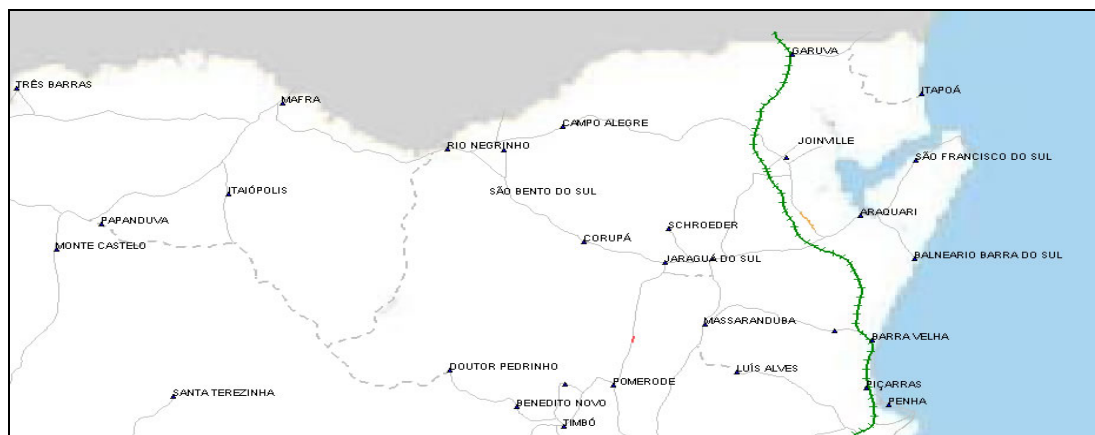 GARUVA
TRÊS BARRAS
ITAPOÁ
MAFRA
CAMPO ALEGRE
JOINVILLE
RIO NEGRINHO
SÃO FRANCISCO DO SUL
SÃO BENTO DO SUL
ITAIÓPOLIS
ARAQUARI
PAPANDUVA
SCHROEDER
CORUPÁ
MONTE CASTELO
JARAGUA DO SUL
BALNEARIO BARRA DO SUL
MASSARANDUBA
BARRA VELHA
DOUTOR PEDRINHO
LUÍS ALVES
POMERODE
PIÇARRAS
SANTA TEREZINHA
PENHA
BENEDITO NOVO
TIMBÓ